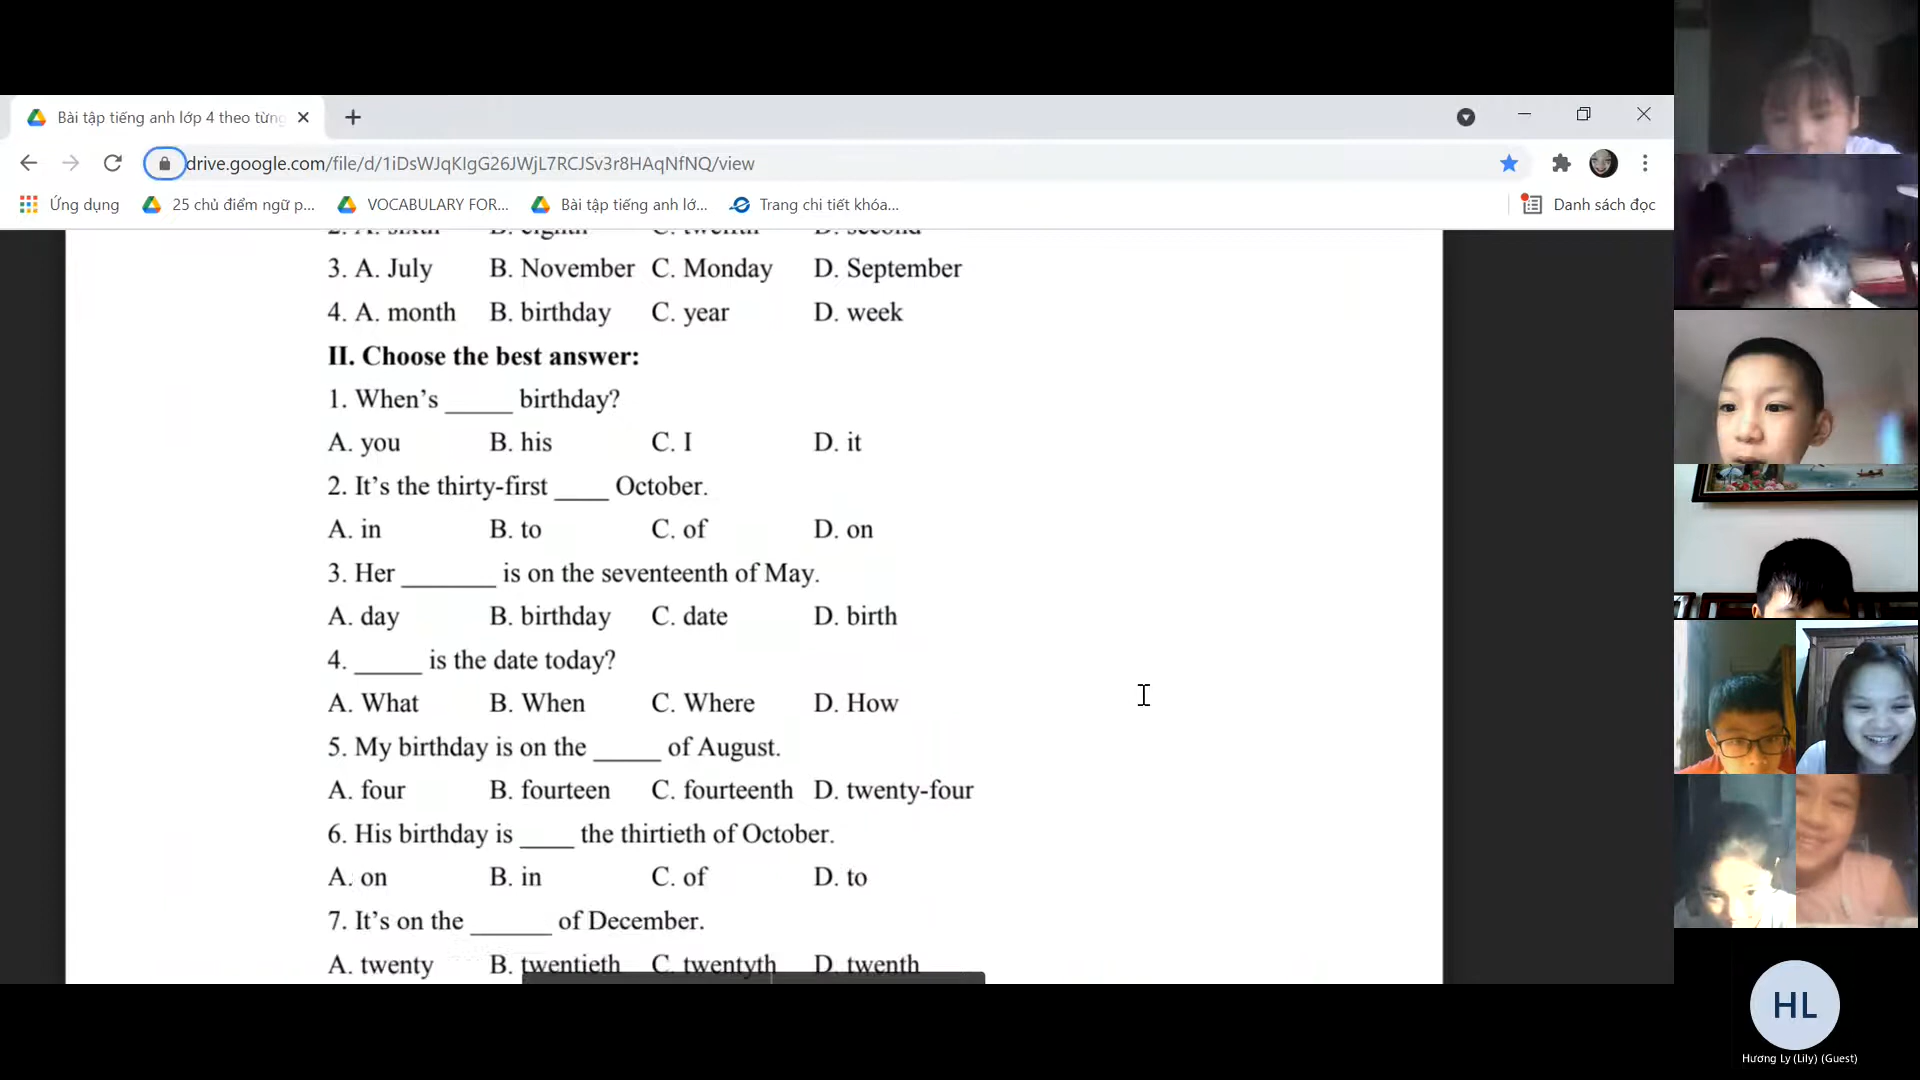 Bài tập tiếng anh lớp 4 theo từng
drive.google.com/file/d/1iDsWJqKIgG26JWjL7RCJSv3r8HAqNfNQ/view
Ứng dụng
25 chủ điểm ngữ p...
VOCABULARY FOR...
Bài tập tiếng anh lớ...
Trang chi tiết khóa...
Danh sách đọc
2. A. sixth B. eighth C. twelfth D. second
3. A. July B. November C. Monday D. September
4. A. month B. birthday C. year D. week
II. Choose the best answer:
1. When’s _____ birthday?
A. you B. his C. I D. it
2. It’s the thirty-first ____ October.
A. in B. to C. of D. on
3. Her _______ is on the seventeenth of May.
A. day B. birthday C. date D. birth
4. _____ is the date today?
A. What B. When C. Where D. How
5. My birthday is on the _____ of August.
A. four B. fourteen C. fourteenth D. twenty-four
6. His birthday is ____ the thirtieth of October.
A. on B. in C. of D. to
7. It’s on the ______ of December.
A. twenty B. twentieth C. twentyth D. twenth
HL
Hương Ly (Lily) (Guest)